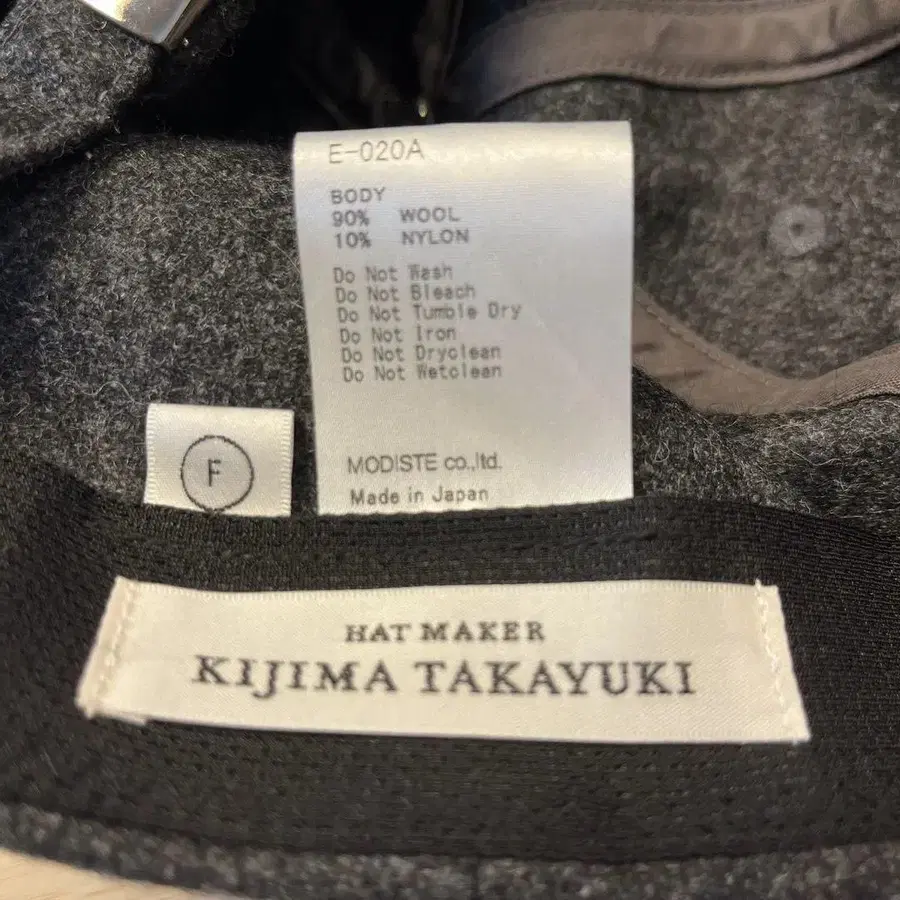 E-020A
BODY
90% WOOL
10% NYLON
Do Not Wash
Do Not Bleach
Do Not Tumble Dry
Do Not Iron
Do Not Dryclean
Do Not Wetclean
MODISTE co.,ltd.
Made in Japan
F
HAT MAKER
KIJIMA TAKAYUKI